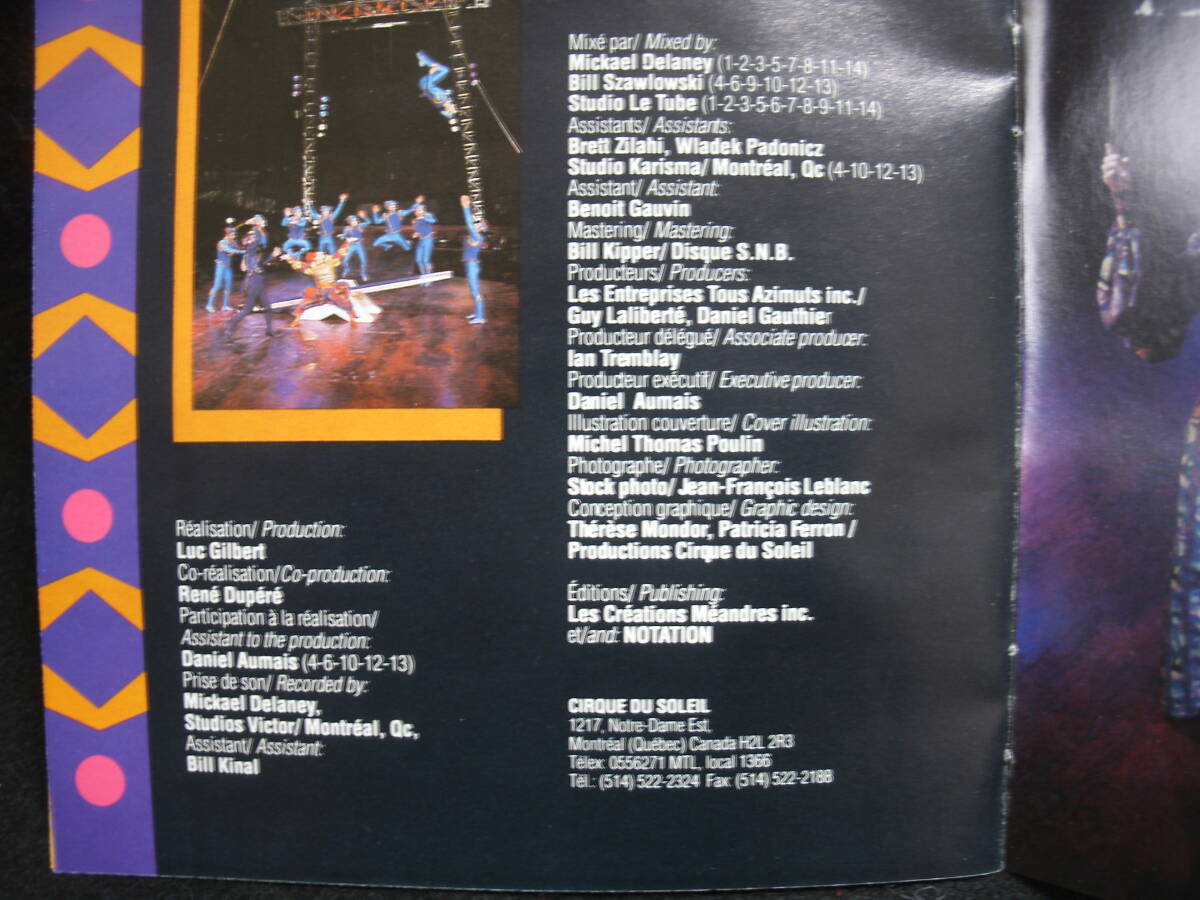 Réalisation/ Production:
Luc Gilbert
Co-réalisation/Co-production:
René Dupéré
Participation à la réalisation/
Assistant to the production:
Daniel Aumais (4-6-10-12-13)
Prise de son/ Recorded by:
Mickael Delaney,
Studios Victor/ Montréal, Qc,
Assistant/ Assistant:
Bill Kinal
Mixé par/ Mixed by:
Mickael Delaney (1-2-3-5-7-8-11-14)
Bill Szawlowski (4-6-9-10-12-13)
Studio Le Tube (1-2-3-5-6-7-8-9-11-14)
Assistants/ Assistants:
Brett Zilahi, Wladek Padonicz
Studio Karisma/ Montréal, Qc (4-10-12-13)
Assistant/ Assistant:
Benoit Gauvin
Mastering/ Mastering:
Bill Kipper/ Disque S.N.B.
Producteurs/ Producers:
Les Entreprises Tous Azimuts inc./
Guy Laliberté, Daniel Gauthier
Producteur délégué/ Associate producer:
Ian Tremblay
Producteur exécutif/ Executive producer:
Daniel Aumais
Illustration couverture/ Cover illustration:
Michel Thomas Poulin
Photographe/ Photographer:
Stock photo/ Jean-François Leblanc
Conception graphique/ Graphic design:
Thérèse Mondor, Patricia Ferron /
Productions Cirque du Soleil
Éditions/ Publishing:
Les Créations Méandres inc.
et/and: NOTATION
CIRQUE DU SOLEIL
1217, Notre-Dame Est,
Montréal (Québec) Canada H2L 2R3
Télex: 0556271 MTL, local 1366
Tél.: (514) 522-2324 Fax: (514) 522-2188